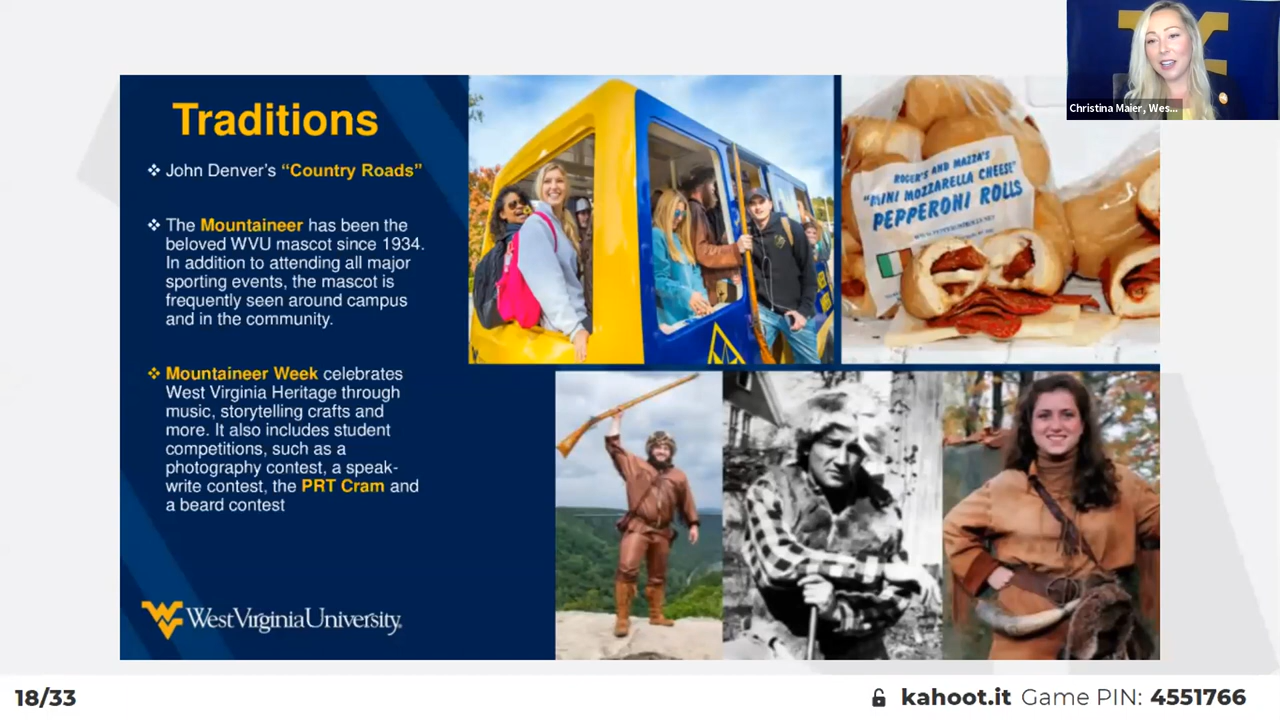 Christina Maier, Wes...
Traditions
❖ John Denver's “Country Roads”
❖ The Mountaineer has been the
beloved WVU mascot since 1934.
In addition to attending all major
sporting events, the mascot is
frequently seen around campus
and in the community.
❖ Mountaineer Week celebrates
West Virginia Heritage through
music, storytelling crafts and
more. It also includes student
competitions, such as a
photography contest, a speak-
write contest, the PRT Cram and
a beard contest
West Virginia University
ROGER'S AND MAZZA'S
"MINI MOZZARELLA CHEESE"
PEPPERONI ROLLS
18/33
kahoot.it Game PIN: 4551766